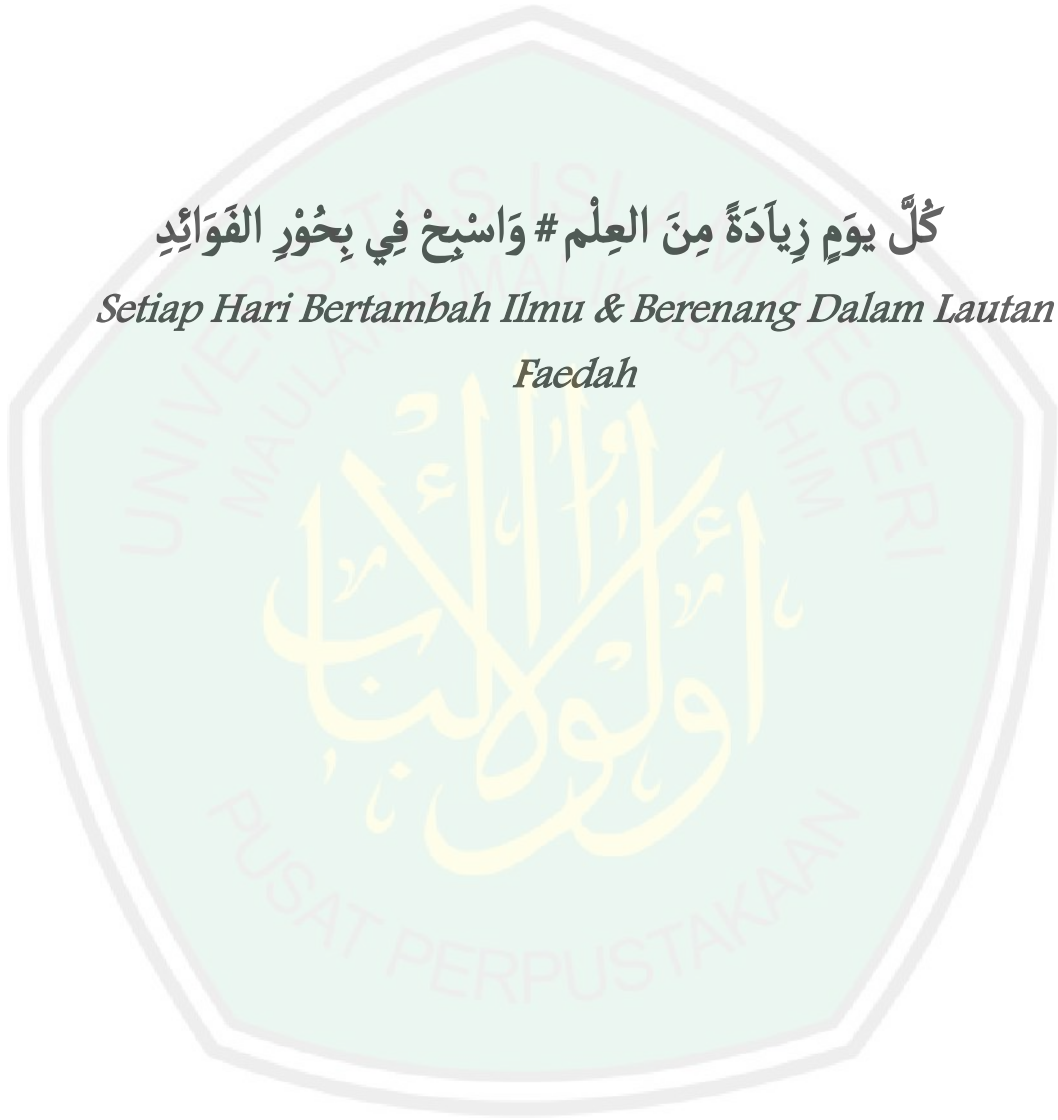 كُلَّ يوَمٍ زِياَدَةً مِنَ العِلْم # وَاسْبِحْ فِي بِحُوْرِ الفَوَائِدِ
Setiap Hari Bertambah Ilmu & Berenang Dalam Lautan
Faedah
UNIVERSITAS ISLAM NEGERI
MAULANA MALIK IBRAHIM
أولو الألباب
PUSAT PERPUSTAKAAN